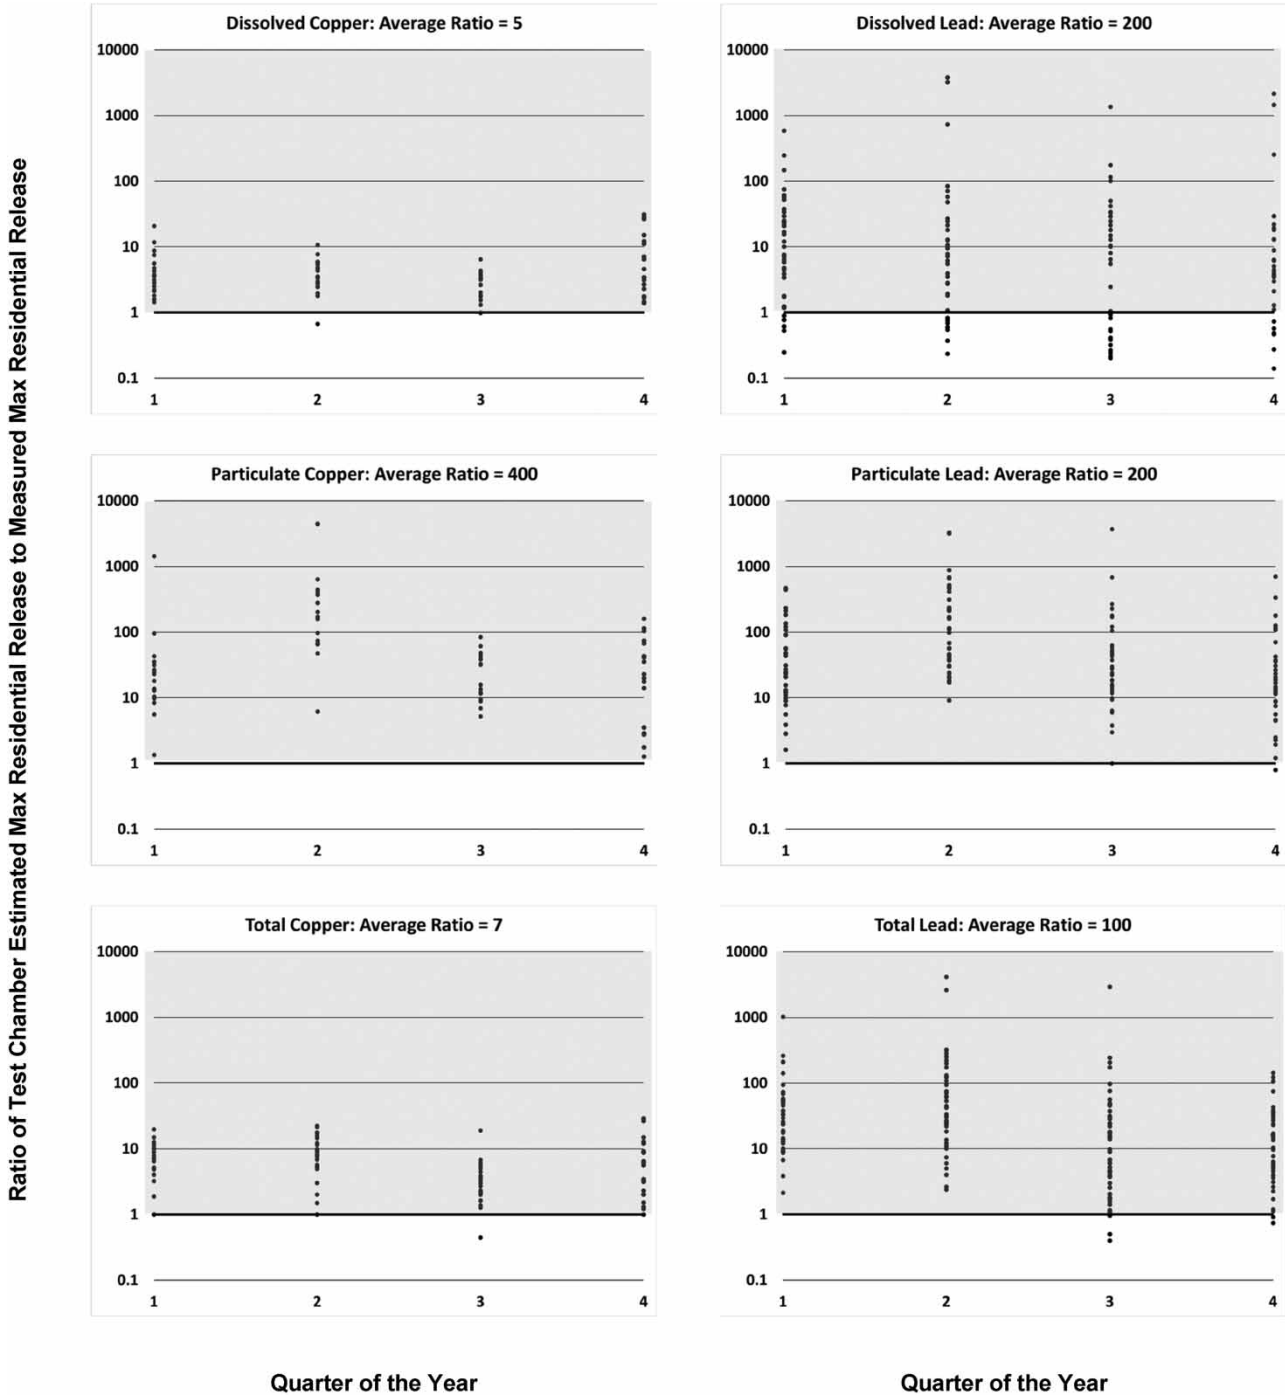 Ratio of Test Chamber Estimated Max Residential Release to Measured Max Residential Release
Dissolved Copper: Average Ratio = 5
10000
1000
100
10
1
0.1
1 2 3 4
Dissolved Lead: Average Ratio = 200
10000
1000
100
10
1
0.1
1 2 3 4
Particulate Copper: Average Ratio = 400
10000
1000
100
10
1
0.1
1 2 3 4
Particulate Lead: Average Ratio = 200
10000
1000
100
10
1
0.1
1 2 3 4
Total Copper: Average Ratio = 7
10000
1000
100
10
1
0.1
1 2 3 4
Total Lead: Average Ratio = 100
10000
1000
100
10
1
0.1
1 2 3 4
Quarter of the Year
Quarter of the Year